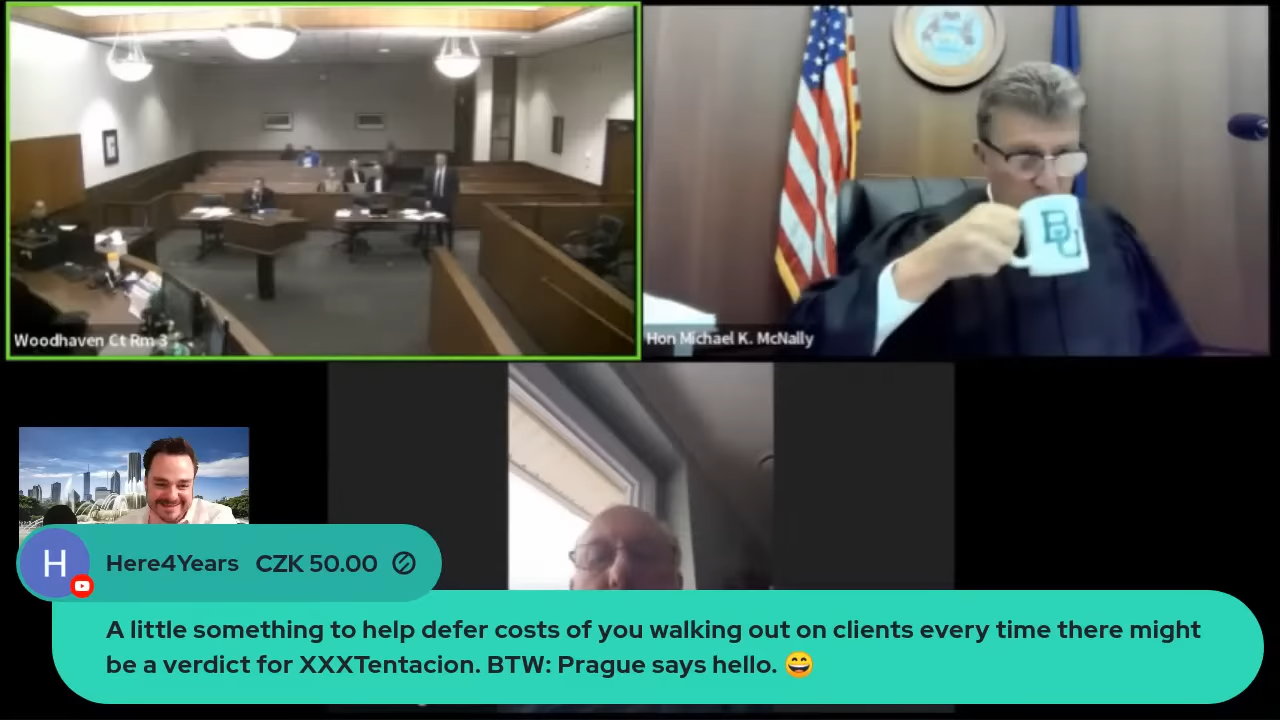 BU
Woodhaven Ct Rm 3
Hon Michael K. McNally
H
Here4Years CZK 50.00
A little something to help defer costs of you walking out on clients every time there might
be a verdict for XXXTentacion. BTW: Prague says hello. 😄